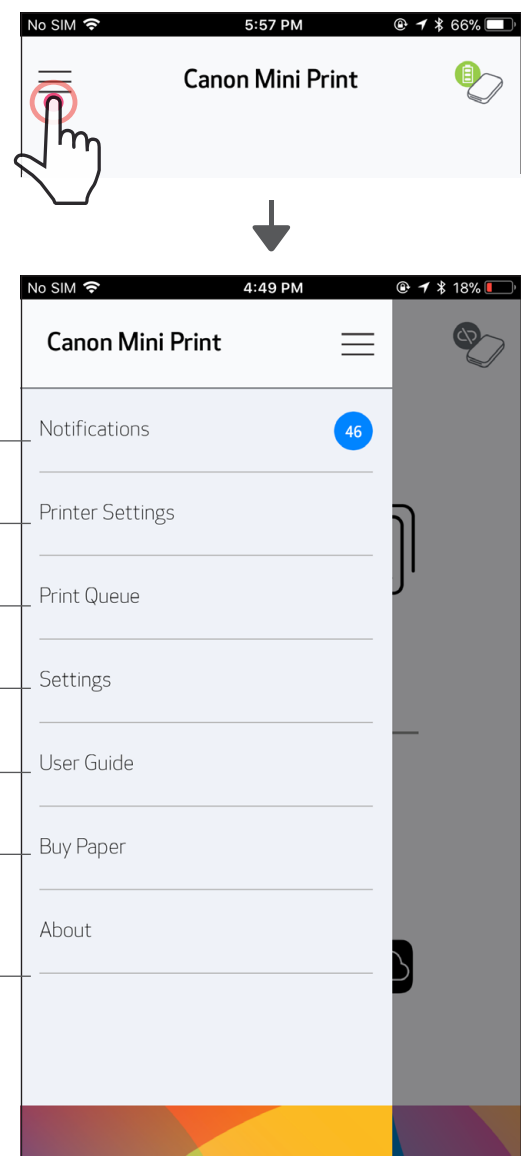 No SIM 5:57 PM 66%
Canon Mini Print
No SIM 4:49 PM 18%
Canon Mini Print
Notifications 46
Printer Settings
Print Queue
Settings
User Guide
Buy Paper
About